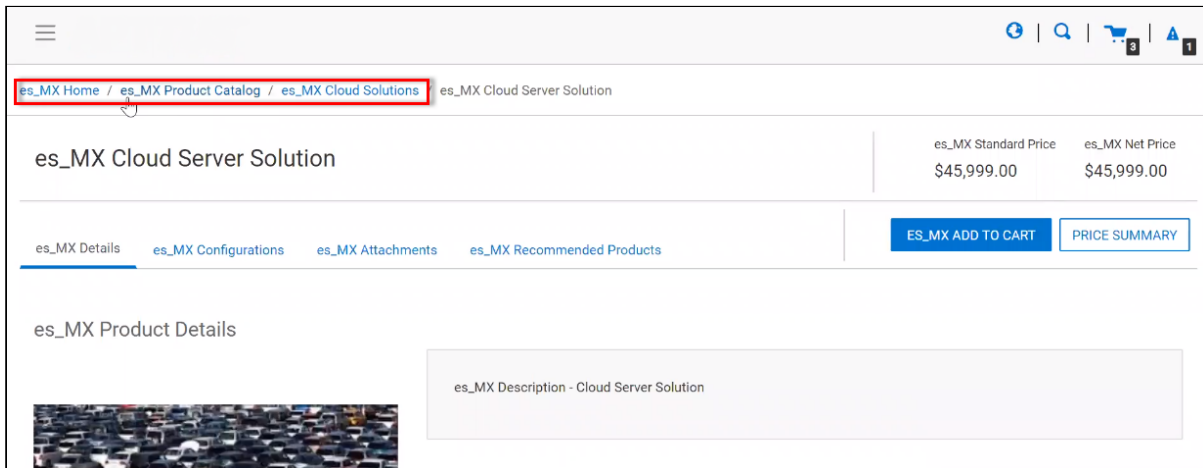 3 1
es_MX Home / es_MX Product Catalog / es_MX Cloud Solutions / es_MX Cloud Server Solution
es_MX Cloud Server Solution
es_MX Standard Price es_MX Net Price
$45,999.00 $45,999.00
es_MX Details es_MX Configurations es_MX Attachments es_MX Recommended Products
ES_MX ADD TO CART PRICE SUMMARY
es_MX Product Details
es_MX Description - Cloud Server Solution